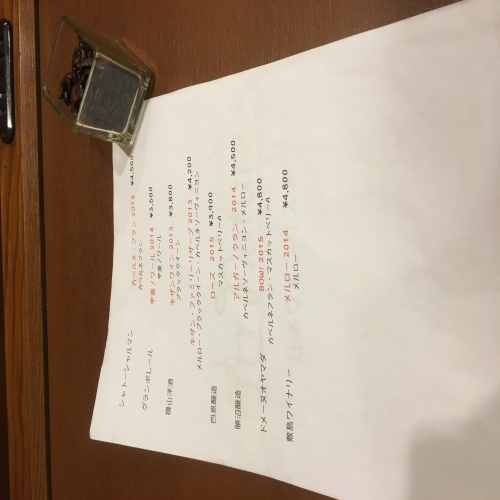 シャトーシャルマン カベルネ・フラン 2012 ¥4,500
カベルネフラン
グランポレール 甲斐ノワール 2014 ¥3,500
甲斐ノワール
機山洋酒 キザンワイン 2013 ¥3,800
ブラッククイーン
キザン・ファミリーリザーブ 2013 ¥4,200
メルロー・ブラッククイーン・カベルネソーヴィニヨン
四恩醸造 ローズ 2015 ¥3,900
マスカットベリーA
勝沼醸造 アルガーノクラン 2014 ¥4,500
カベルネソーヴィニヨン・メルロー
ドメーヌオヤマダ BOW! 2015 ¥4,800
カベルネフラン・マスカットベリーA
敷島ワイナリー メルロー 2014 ¥4,800
メルロー